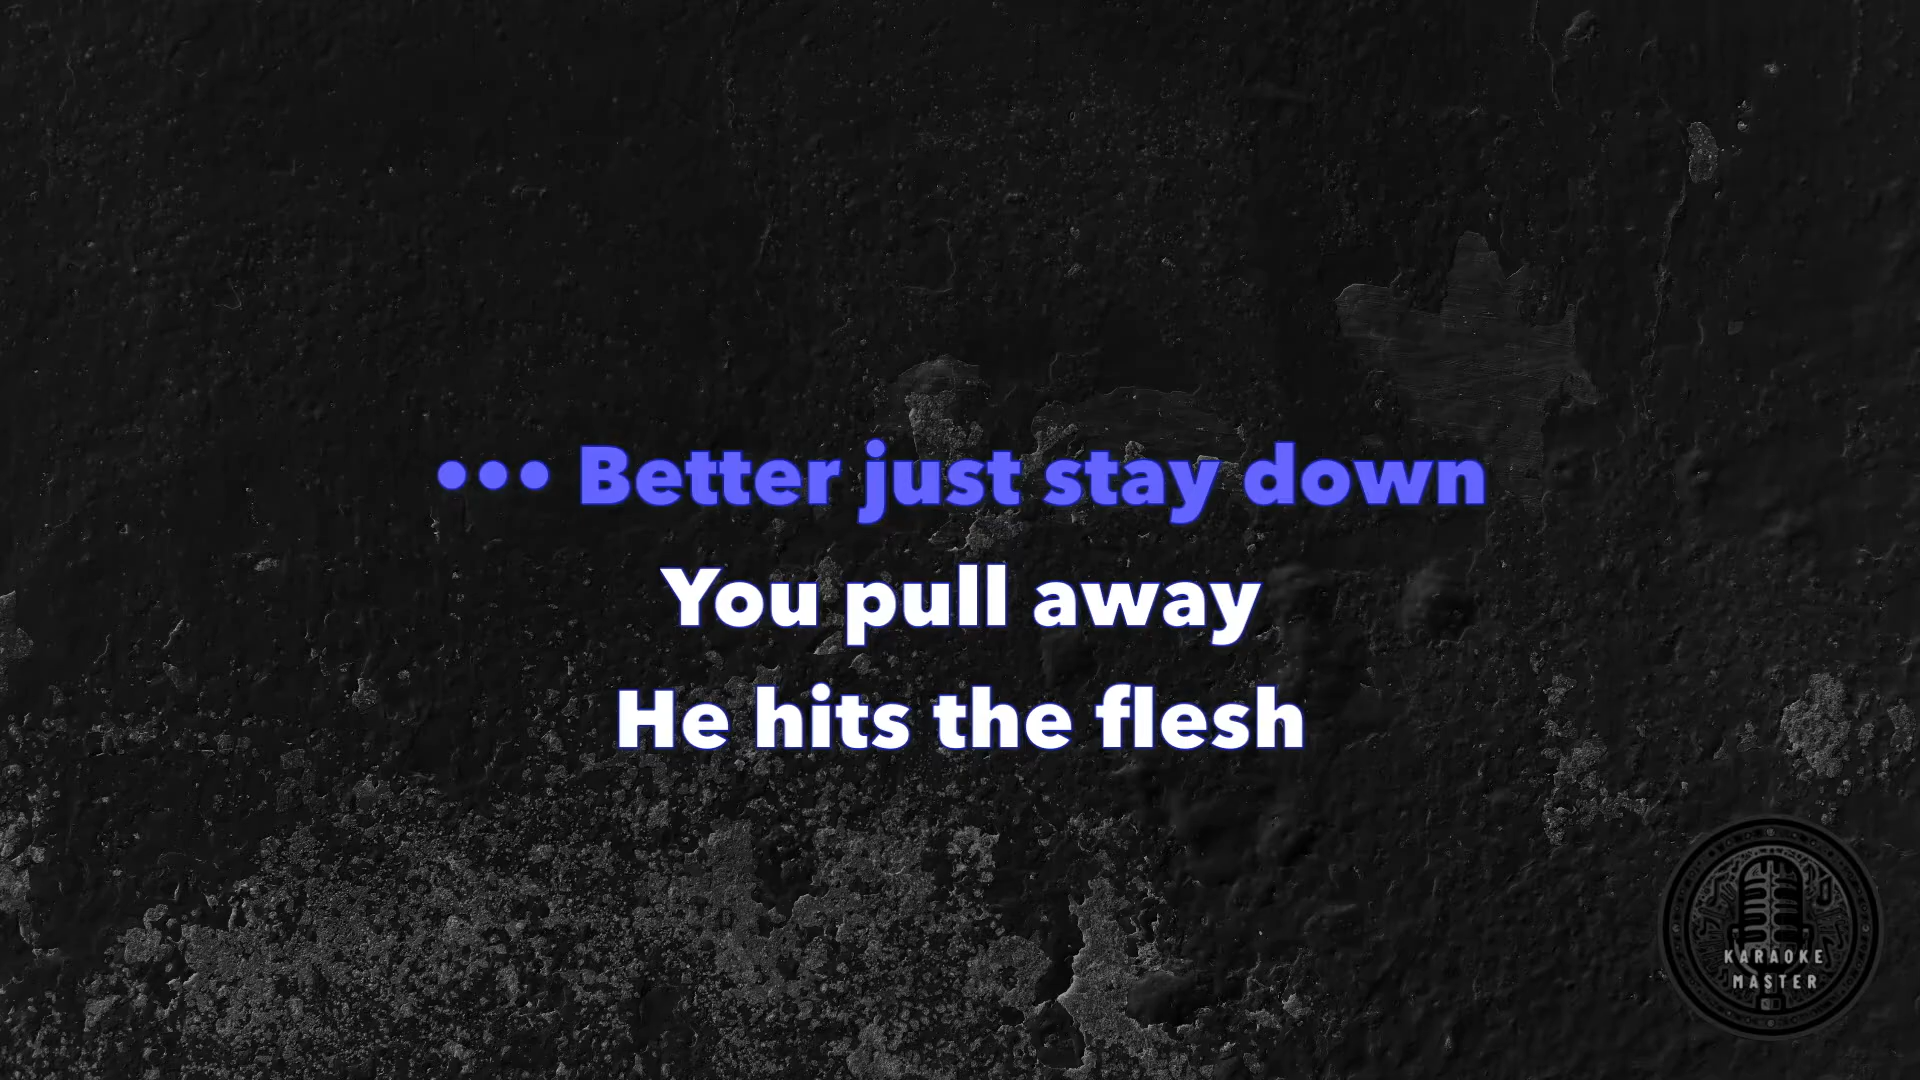 ••• Better just stay down
You pull away
He hits the flesh
KARAOKE
MASTER